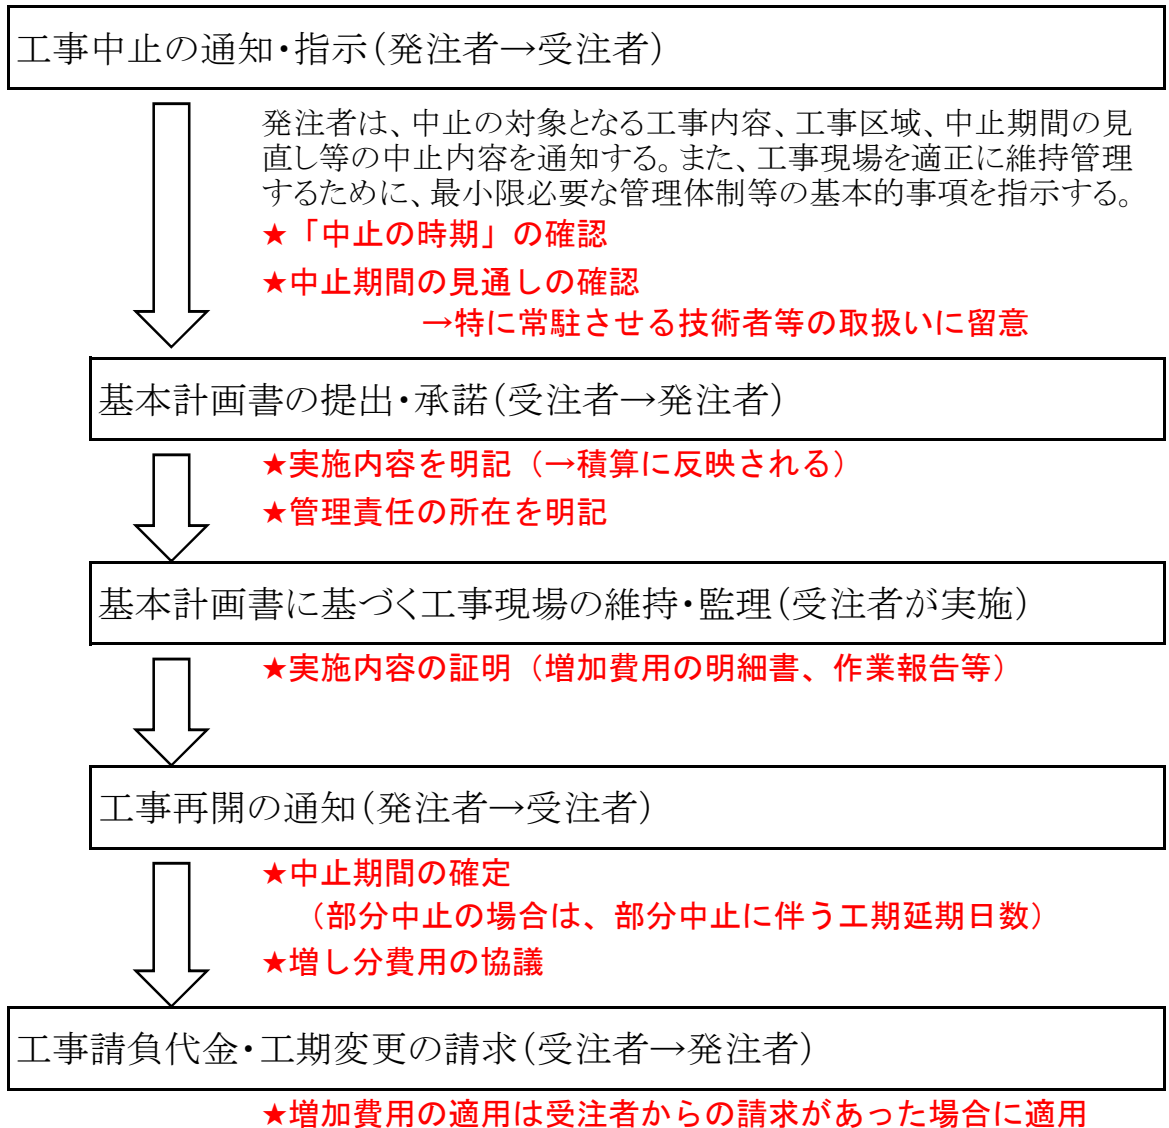 工事中止の通知・指示(発注者→受注者)
発注者は、中止の対象となる工事内容、工事区域、中止期間の見
直し等の中止内容を通知する。また、工事現場を適正に維持管理
するために、最小限必要な管理体制等の基本的事項を指示する。
★「中止の時期」の確認
★中止期間の見通しの確認
→特に常駐させる技術者等の取扱いに留意
基本計画書の提出・承諾(受注者→発注者)
★実施内容を明記（→積算に反映される）
★管理責任の所在を明記
基本計画書に基づく工事現場の維持・監理(受注者が実施)
★実施内容の証明（増加費用の明細書、作業報告等）
工事再開の通知(発注者→受注者)
★中止期間の確定
（部分中止の場合は、部分中止に伴う工期延期日数）
★増し分費用の協議
工事請負代金・工期変更の請求(受注者→発注者)
★増加費用の適用は受注者からの請求があった場合に適用